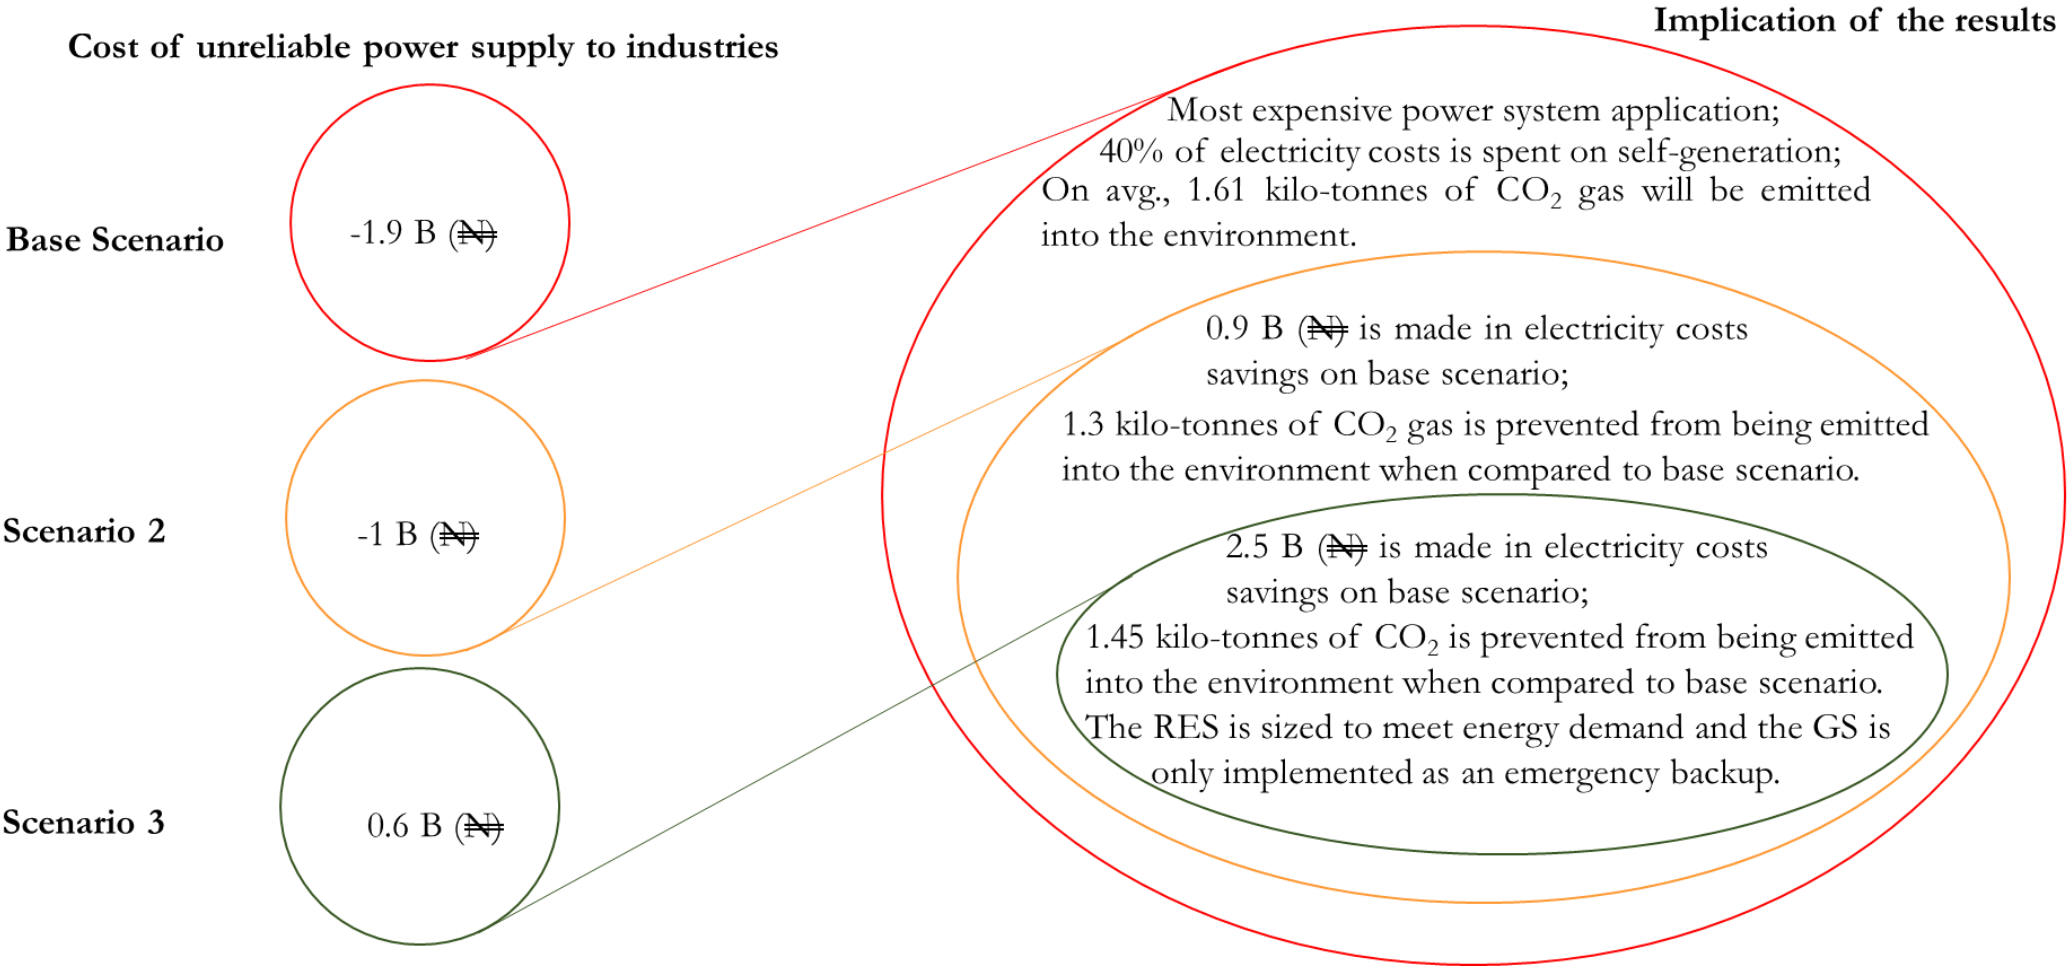 Implication of the results
Cost of unreliable power supply to industries
Base Scenario
-1.9 B (₦)
Most expensive power system application;
40% of electricity costs is spent on self-generation;
On avg., 1.61 kilo-tonnes of CO₂ gas will be emitted
into the environment.
Scenario 2
-1 B (₦)
0.9 B (₦) is made in electricity costs
savings on base scenario;
1.3 kilo-tonnes of CO₂ gas is prevented from being emitted
into the environment when compared to base scenario.
Scenario 3
0.6 B (₦)
2.5 B (₦) is made in electricity costs
savings on base scenario;
1.45 kilo-tonnes of CO₂ is prevented from being emitted
into the environment when compared to base scenario.
The RES is sized to meet energy demand and the GS is
only implemented as an emergency backup.